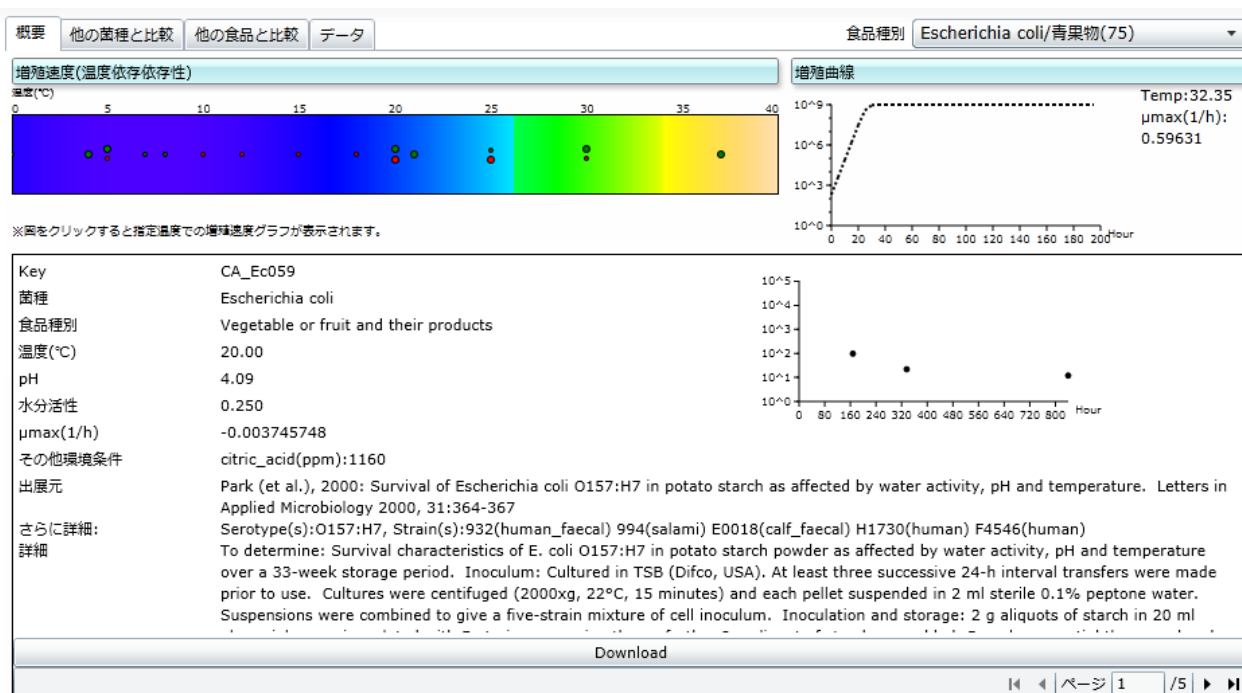 概要 他の菌種と比較 他の食品と比較 データ 食品種別 Escherichia coli/青果物(75)
増殖速度(温度依存依存性)
温度(℃)
0 5 10 15 20 25 30 35 40
※図をクリックすると指定温度での増殖速度グラフが表示されます。
増殖曲線
10^9
10^6
10^3
10^0
0 20 40 60 80 100 120 140 160 180 200 Hour
Temp:32.35
μmax(1/h):
0.59631
Key CA_Ec059
菌種 Escherichia coli
食品種別 Vegetable or fruit and their products
温度(℃) 20.00
pH 4.09
水分活性 0.250
μmax(1/h) -0.003745748
その他環境条件 citric_acid(ppm):1160
10^5
10^4
10^3
10^2
10^1
10^0
0 80 160 240 320 400 480 560 640 720 800 Hour
出展元 Park (et al.), 2000: Survival of Escherichia coli O157:H7 in potato starch as affected by water activity, pH and temperature. Letters in
Applied Microbiology 2000, 31:364-367
さらに詳細: Serotype(s):O157:H7, Strain(s):932(human_faecal) 994(salami) E0018(calf_faecal) H1730(human) F4546(human)
詳細 To determine: Survival characteristics of E. coli O157:H7 in potato starch powder as affected by water activity, pH and temperature
over a 33-week storage period. Inoculum: Cultured in TSB (Difco, USA). At least three successive 24-h interval transfers were made
prior to use. Cultures were centifuged (2000xg, 22°C, 15 minutes) and each pellet suspended in 2 ml sterile 0.1% peptone water.
Suspensions were combined to give a five-strain mixture of cell inoculum. Inoculation and storage: 2 g aliquots of starch in 20 ml
Download
ページ 1 /5